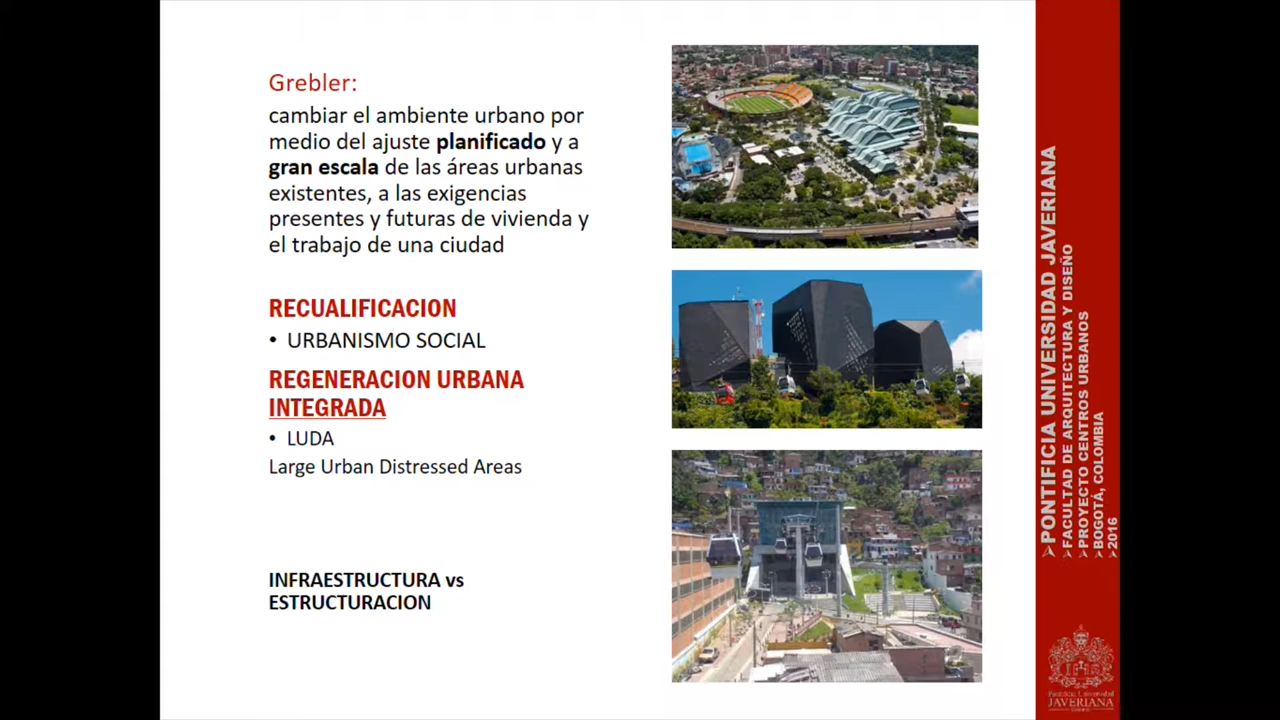 Grebler:
cambiar el ambiente urbano por
medio del ajuste planificado y a
gran escala de las áreas urbanas
existentes, a las exigencias
presentes y futuras de vivienda y
el trabajo de una ciudad
RECUALIFICACION
• URBANISMO SOCIAL
REGENERACION URBANA
INTEGRADA
• LUDA
Large Urban Distressed Areas
INFRAESTRUCTURA vs
ESTRUCTURACION
PONTIFICIA UNIVERSIDAD JAVERIANA
FACULTAD DE ARQUITECTURA Y DISEÑO
PROYECTO CENTROS URBANOS
BOGOTÁ, COLOMBIA
2016
Pontificia Universidad
JAVERIANA